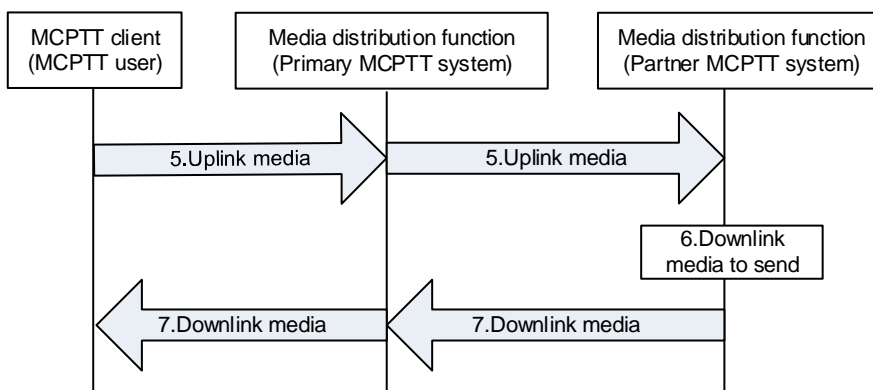 MCPTT client
(MCPTT user)
Media distribution function
(Primary MCPTT system)
Media distribution function
(Partner MCPTT system)
5.Uplink media
5.Uplink media
6.Downlink
media to send
7.Downlink media
7.Downlink media